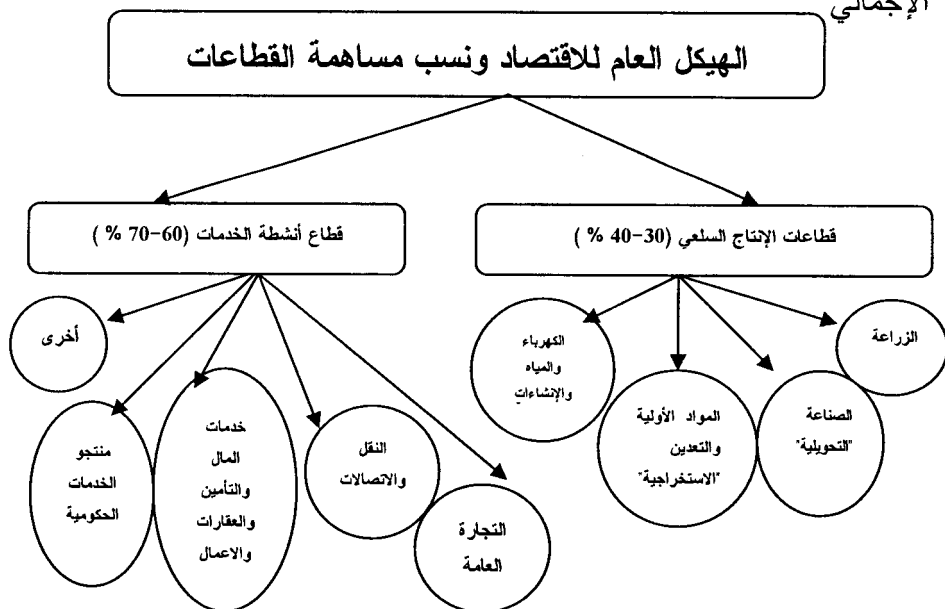 الإجمالي
الهيكل العام للاقتصاد ونسب مساهمة القطاعات
قطاعات الإنتاج السلعي (30-40 %)
قطاع أنشطة الخدمات (60-70 %)
الزراعة
الصناعة
"التحويلية"
المواد الأولية
والتعدين
"الاستخراجية"
الكهرباء
والمياه
والإنشاءات
التجارة
العامة
النقل
والاتصالات
خدمات
المال
والتأمين
والعقارات
والاعمال
منتجو
الخدمات
الحكومية
أخرى